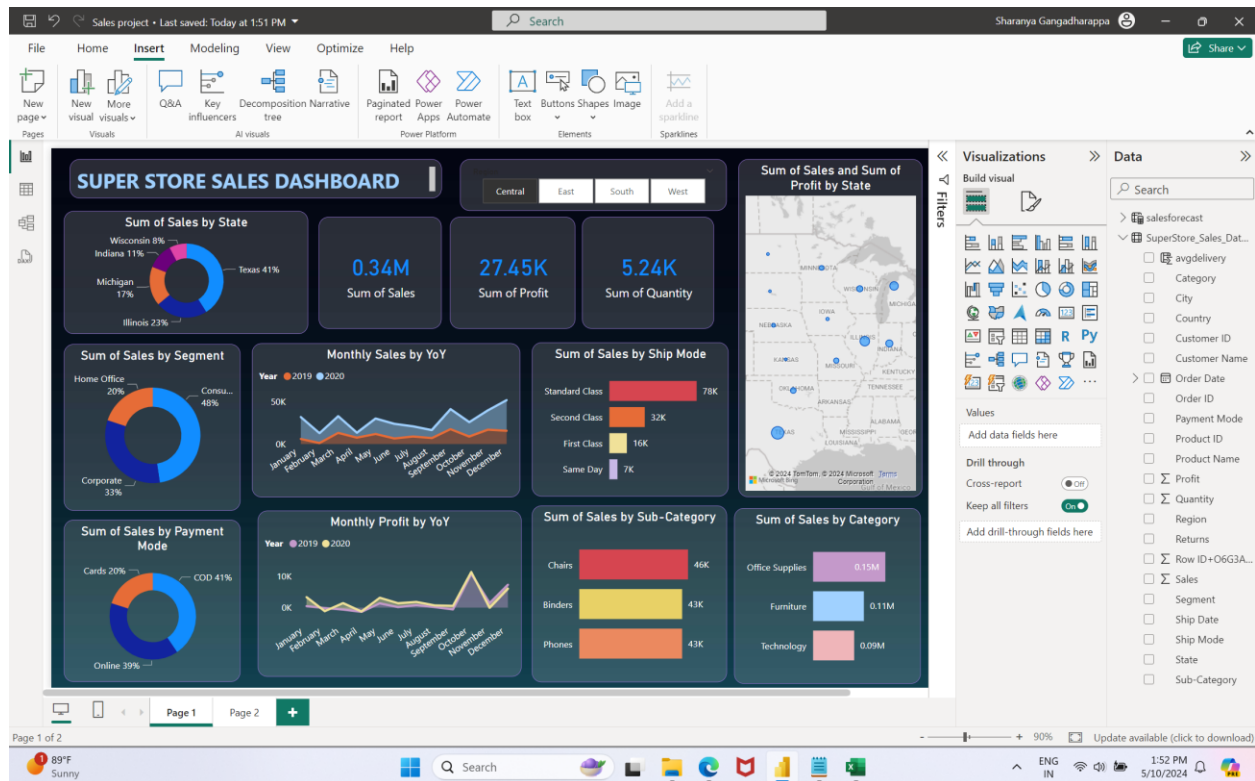 Sales project • Last saved: Today at 1:51 PM
Search
Sharanya Gangadharappa
File Home Insert Modeling View Optimize Help
Share
New page
New visual
More visuals
Q&A
Key influencers
Decomposition tree
Narrative
Paginated report
Power Apps
Power Automate
Text box
Buttons
Shapes
Image
Add a sparkline
Pages
Visuals
AI visuals
Power Platform
Elements
Sparklines
SUPER STORE SALES DASHBOARD
Central East South West
Sum of Sales by State
Wisconsin 8%
Indiana 11%
Michigan 17%
Illinois 23%
Texas 41%
0.34M
Sum of Sales
27.45K
Sum of Profit
5.24K
Sum of Quantity
Sum of Sales and Sum of
Profit by State
MINNESOTA
WISCONSIN
MICHIGA
IOWA
NEBRASKA
ILLINOIS
INDIANA
KANSAS
MISSOURI
KENTUCKY
OKLAHOMA
TENNESSEE
ARKANSAS
ALABAMA
MISSISSIPPI
GEOR
TEXAS
LOUISIANA
© 2024 TomTom, © 2024 Microsoft Corporation Terms
Microsoft Bing
Gulf of Mexico
Sum of Sales by Segment
Home Office 20%
Consu... 48%
Corporate 33%
Monthly Sales by YoY
Year 2019 2020
50K
0K
January February March April May June July August September October November December
Sum of Sales by Ship Mode
Standard Class 78K
Second Class 32K
First Class 16K
Same Day 7K
Sum of Sales by Payment
Mode
Cards 20%
COD 41%
Online 39%
Monthly Profit by YoY
Year 2019 2020
10K
0K
January February March April May June July August September October November December
Sum of Sales by Sub-Category
Chairs 46K
Binders 43K
Phones 43K
Sum of Sales by Category
Office Supplies 0.15M
Furniture 0.11M
Technology 0.09M
Filters
Visualizations
Build visual
R Py
123
...
Values
Add data fields here
Drill through
Cross-report Off
Keep all filters On
Add drill-through fields here
Data
Search
salesforecast
SuperStore_Sales_Dat...
avgdelivery
Category
City
Country
Customer ID
Customer Name
Order Date
Order ID
Payment Mode
Product ID
Product Name
Profit
Quantity
Region
Returns
Row ID+O6G3A...
Sales
Segment
Ship Date
Ship Mode
State
Sub-Category
Page 1 Page 2
Page 1 of 2
90%
Update available (click to download)
1
89°F
Sunny
Search
ENG
IN
1:52 PM
5/10/2024
PRE